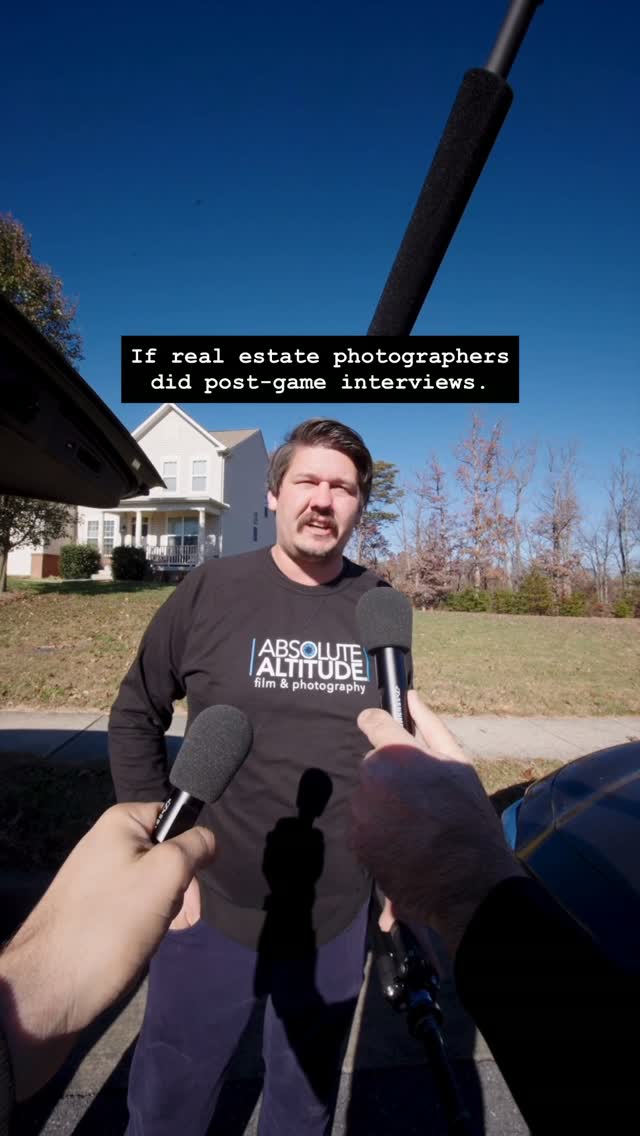 If real estate photographers
did post-game interviews.
ABSOLUTE
ALTITUDE
film & photography